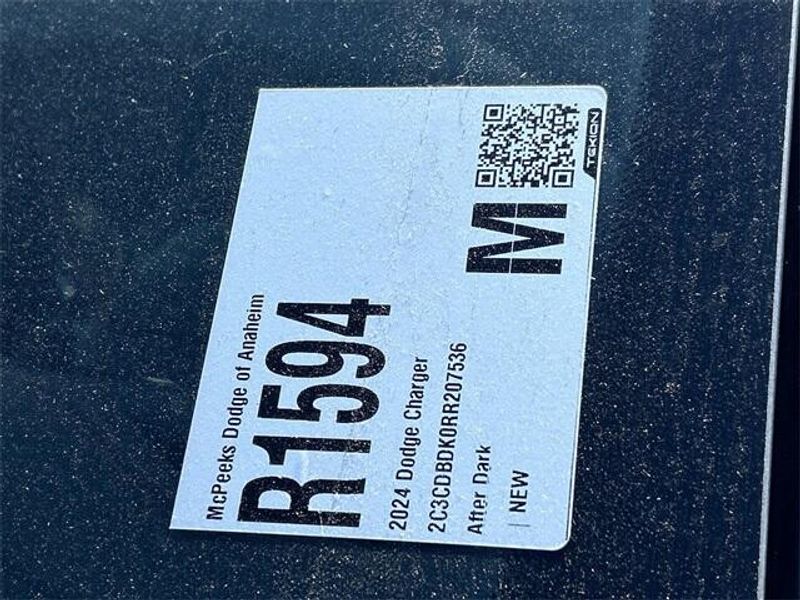 McPeeks Dodge of Anaheim
R1594
M
2024 Dodge Charger
2C3CDBDK0RR207536
After Dark
| NEW
TEKION